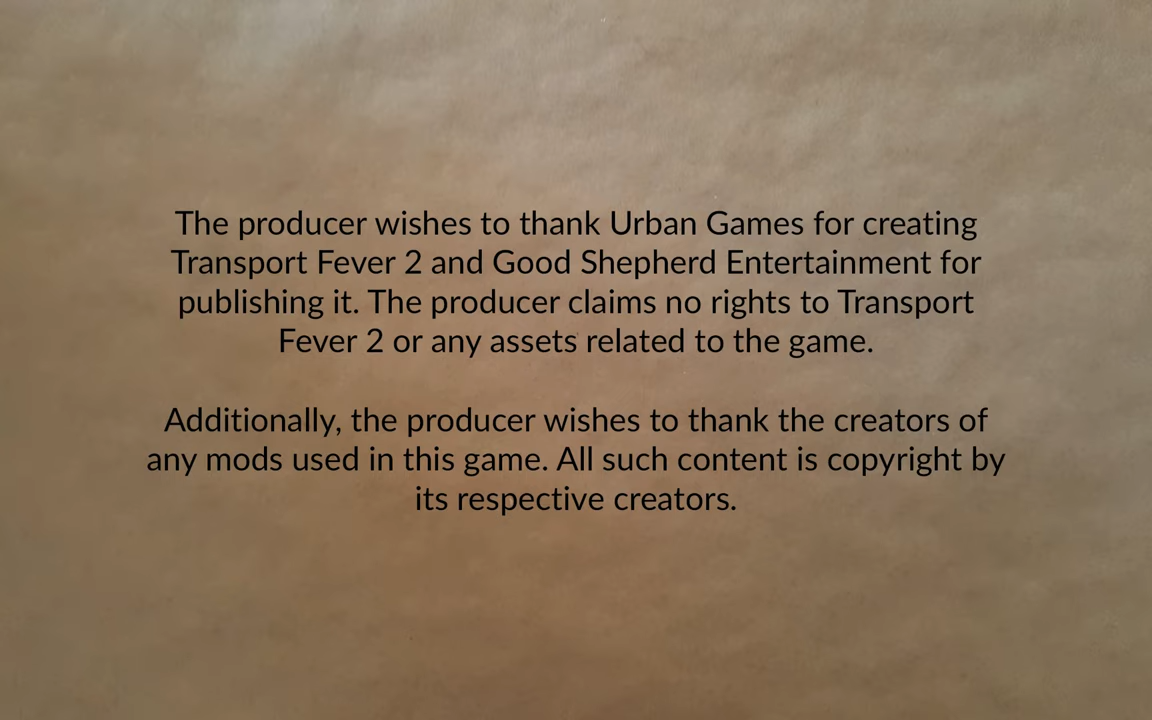 The producer wishes to thank Urban Games for creating
Transport Fever 2 and Good Shepherd Entertainment for
publishing it. The producer claims no rights to Transport
Fever 2 or any assets related to the game.
Additionally, the producer wishes to thank the creators of
any mods used in this game. All such content is copyright by
its respective creators.